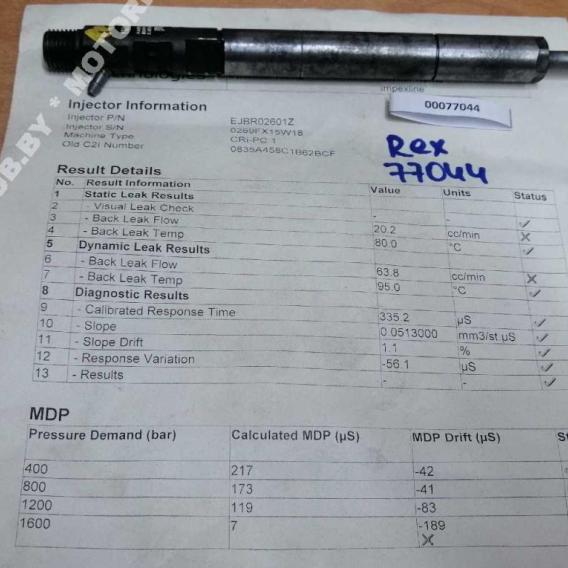 OB.BY * MOTOR
Technologies
impexline
00077044
Rex
77044
Injector Information
Injector P/N EJBR02601Z
Injector S/N 0269FX15W18
Machine Type CRi-PC 1
Old C2i Number 0835A458C1B62BCF
Result Details
No. Result Information Value Units Status
1 Static Leak Results
2 - Visual Leak Check - - ✓
3 - Back Leak Flow 20.2 cc/min X
4 - Back Leak Temp 80.0 °C ✓
5 Dynamic Leak Results
6 - Back Leak Flow 63.8 cc/min X
7 - Back Leak Temp 95.0 °C ✓
8 Diagnostic Results
9 - Calibrated Response Time 335.2 µS ✓
10 - Slope 0.0513000 mm3/st.µS ✓
11 - Slope Drift 1.1 % ✓
12 - Response Variation -56.1 µS ✓
13 - Results - - ✓
MDP
Pressure Demand (bar) Calculated MDP (µS) MDP Drift (µS) St
400 217 -42
800 173 -41
1200 119 -83
1600 7 -189
X